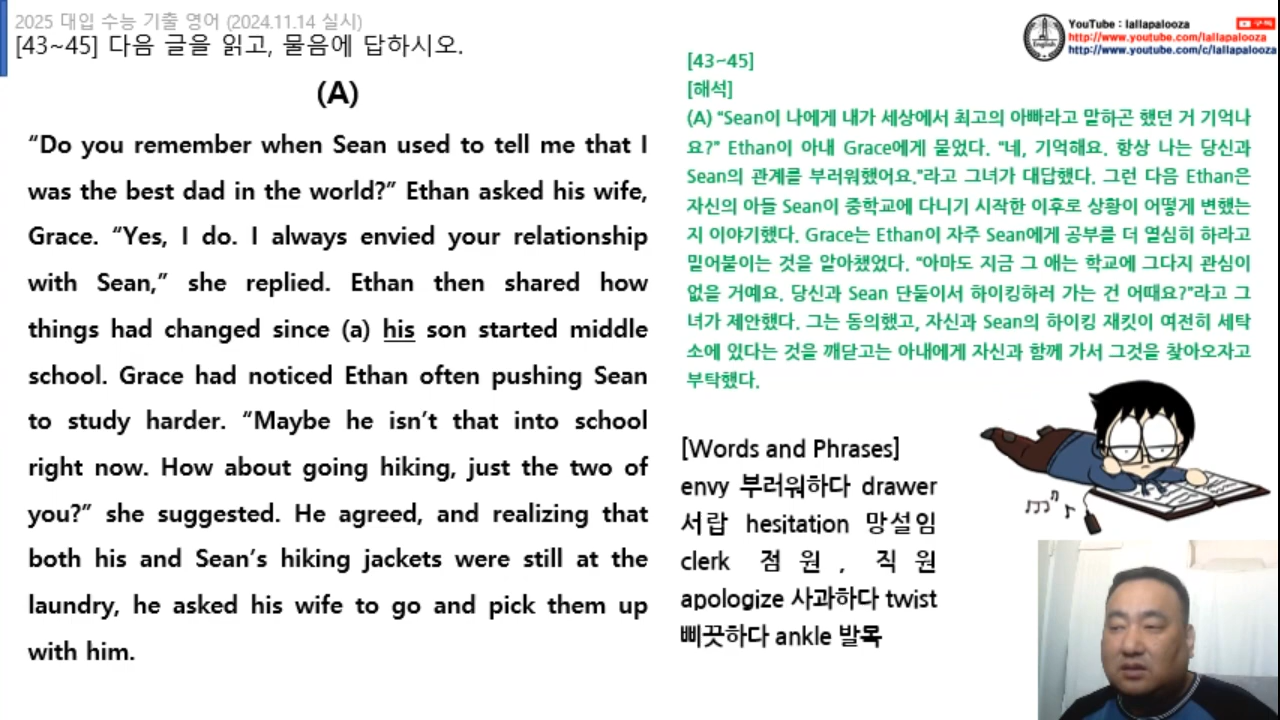 2025 대입 수능 기출 영어 (2024.11.14 실시)
[43~45] 다음 글을 읽고, 물음에 답하시오.
(A)
“Do you remember when Sean used to tell me that I
was the best dad in the world?” Ethan asked his wife,
Grace. “Yes, I do. I always envied your relationship
with Sean,” she replied. Ethan then shared how
things had changed since (a) his son started middle
school. Grace had noticed Ethan often pushing Sean
to study harder. “Maybe he isn’t that into school
right now. How about going hiking, just the two of
you?” she suggested. He agreed, and realizing that
both his and Sean’s hiking jackets were still at the
laundry, he asked his wife to go and pick them up
with him.
YouTube : lallapalooza
구독
http://www.youtube.com/lallapalooza
http://www.youtube.com/c/lallapalooza
English
[43~45]
[해석]
(A) “Sean이 나에게 내가 세상에서 최고의 아빠라고 말하곤 했던 거 기억나
요?” Ethan이 아내 Grace에게 물었다. “네, 기억해요. 항상 나는 당신과
Sean의 관계를 부러워했어요.”라고 그녀가 대답했다. 그런 다음 Ethan은
자신의 아들 Sean이 중학교에 다니기 시작한 이후로 상황이 어떻게 변했는
지 이야기했다. Grace는 Ethan이 자주 Sean에게 공부를 더 열심히 하라고
밀어붙이는 것을 알아챘었다. “아마도 지금 그 애는 학교에 그다지 관심이
없을 거예요. 당신과 Sean 단둘이서 하이킹하러 가는 건 어때요?”라고 그
녀가 제안했다. 그는 동의했고, 자신과 Sean의 하이킹 재킷이 여전히 세탁
소에 있다는 것을 깨닫고는 아내에게 자신과 함께 가서 그것을 찾아오자고
부탁했다.
[Words and Phrases]
envy 부러워하다 drawer
서랍 hesitation 망설임
clerk 점원, 직원
apologize 사과하다 twist
삐끗하다 ankle 발목